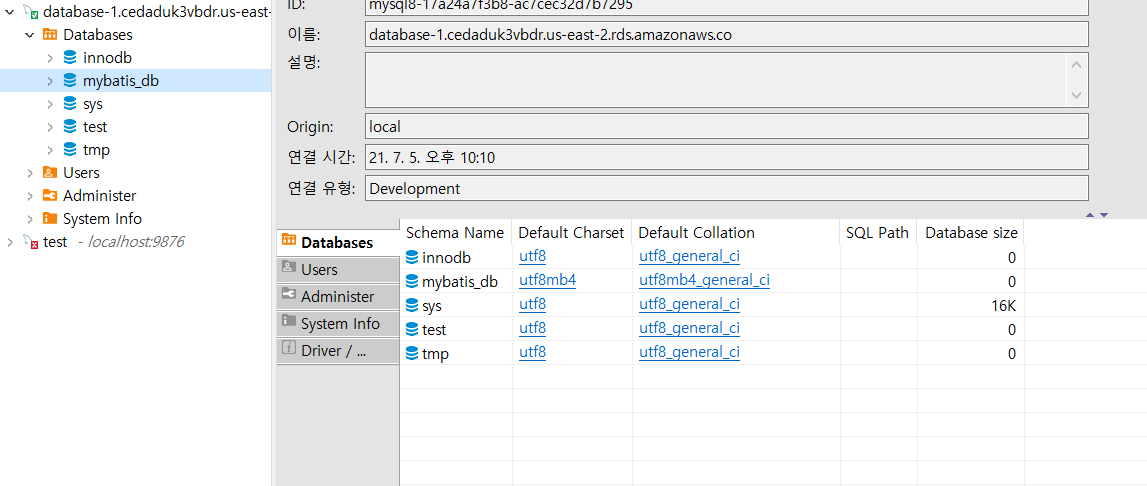 database-1.cedaduk3vbdr.us-east-
Databases
innodb
mybatis_db
sys
test
tmp
Users
Administer
System Info
test - localhost:9876
ID: mysql8-17a24a7f3b8-ac7cec32d7b7295
이름: database-1.cedaduk3vbdr.us-east-2.rds.amazonaws.co
설명:
Origin: local
연결 시간: 21. 7. 5. 오후 10:10
연결 유형: Development
Databases
Users
Administer
System Info
Driver / ...
Schema Name Default Charset Default Collation SQL Path Database size
innodb utf8 utf8_general_ci 0
mybatis_db utf8mb4 utf8mb4_general_ci 0
sys utf8 utf8_general_ci 16K
test utf8 utf8_general_ci 0
tmp utf8 utf8_general_ci 0